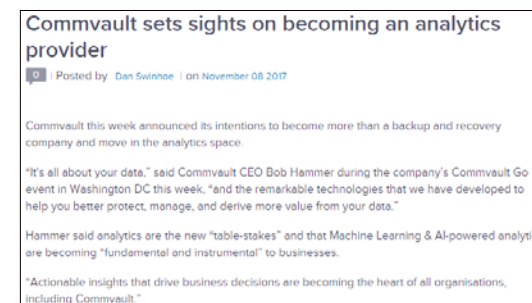 Commvault sets sights on becoming an analytics
provider
0 | Posted by Dan Swinhoe | on November 08 2017
Commvault this week announced its intentions to become more than a backup and recovery
company and move in the analytics space.
"It's all about your data," said Commvault CEO Bob Hammer during the company's Commvault Go
event in Washington DC this week, "and the remarkable technologies that we have developed to
help you better protect, manage, and derive more value from your data."
Hammer said analytics are the new "table-stakes" and that Machine Learning & AI-powered analyti
are becoming "fundamental and instrumental" to businesses.
"Actionable insights that drive business decisions are becoming the heart of all organisations,
including Commvault."